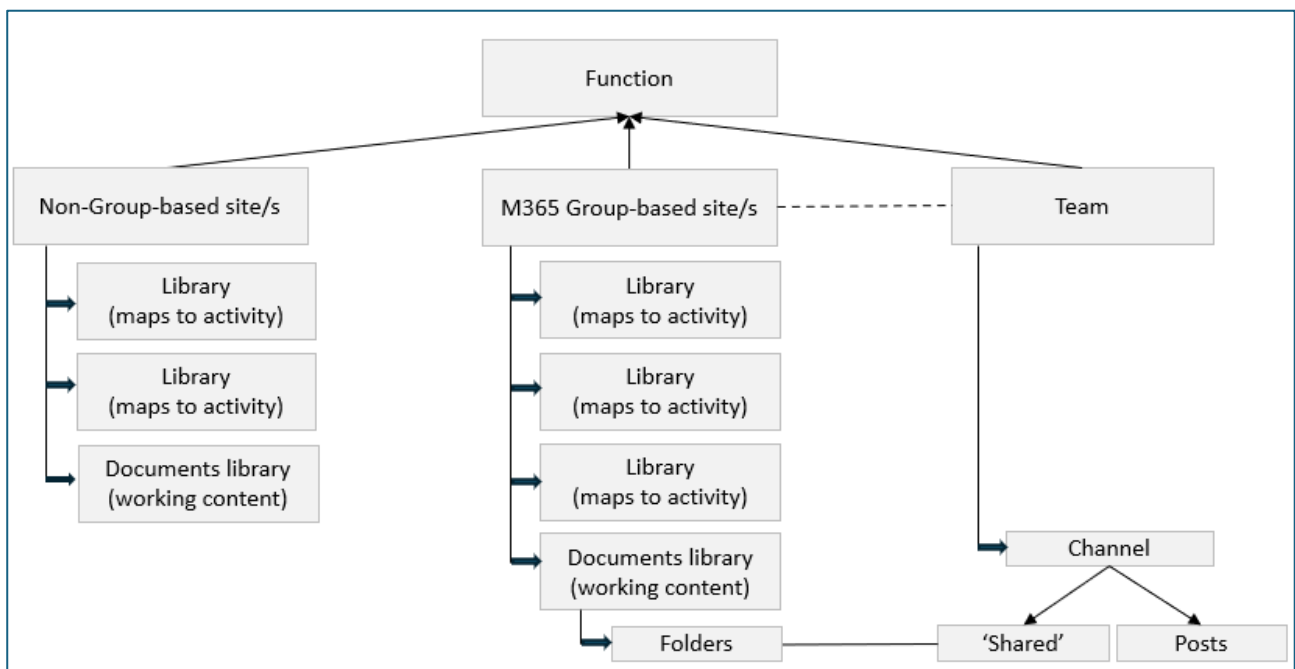 Function
Non-Group-based site/s
M365 Group-based site/s
Team
Library
(maps to activity)
Library
(maps to activity)
Documents library
(working content)
Library
(maps to activity)
Library
(maps to activity)
Library
(maps to activity)
Documents library
(working content)
Folders
Channel
‘Shared’
Posts